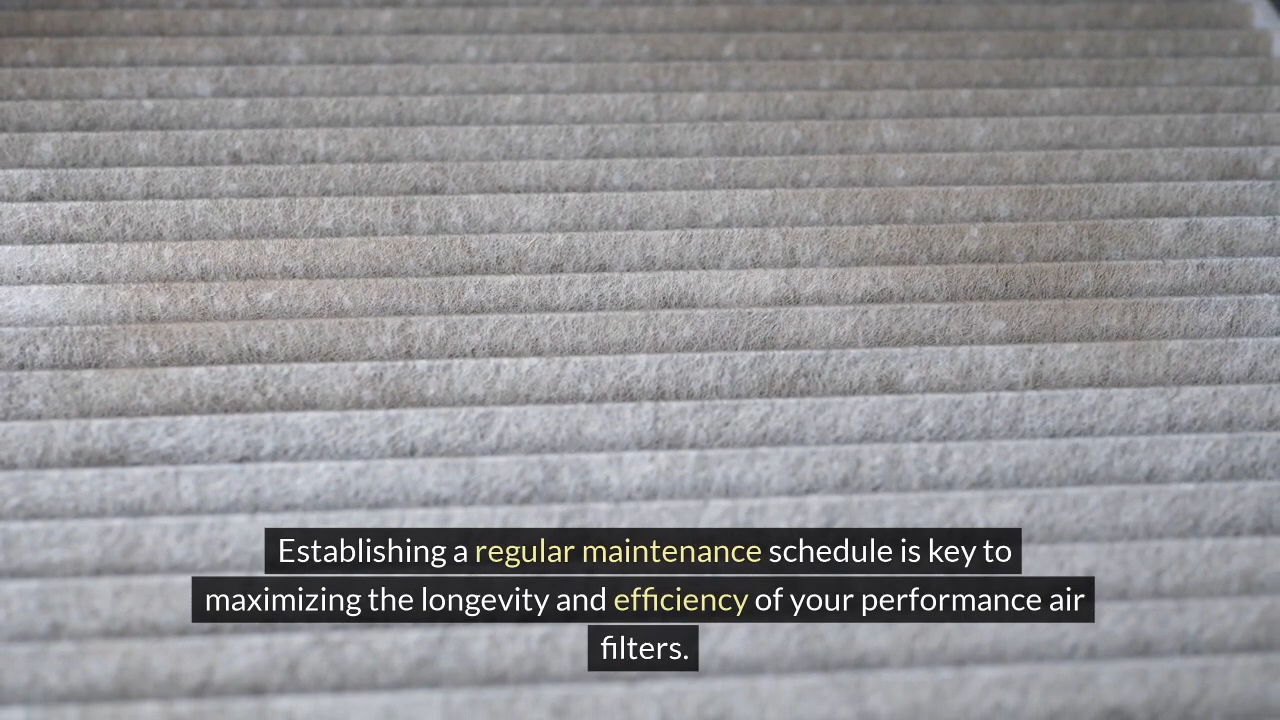 Establishing a regular maintenance schedule is key to
maximizing the longevity and efficiency of your performance air
filters.